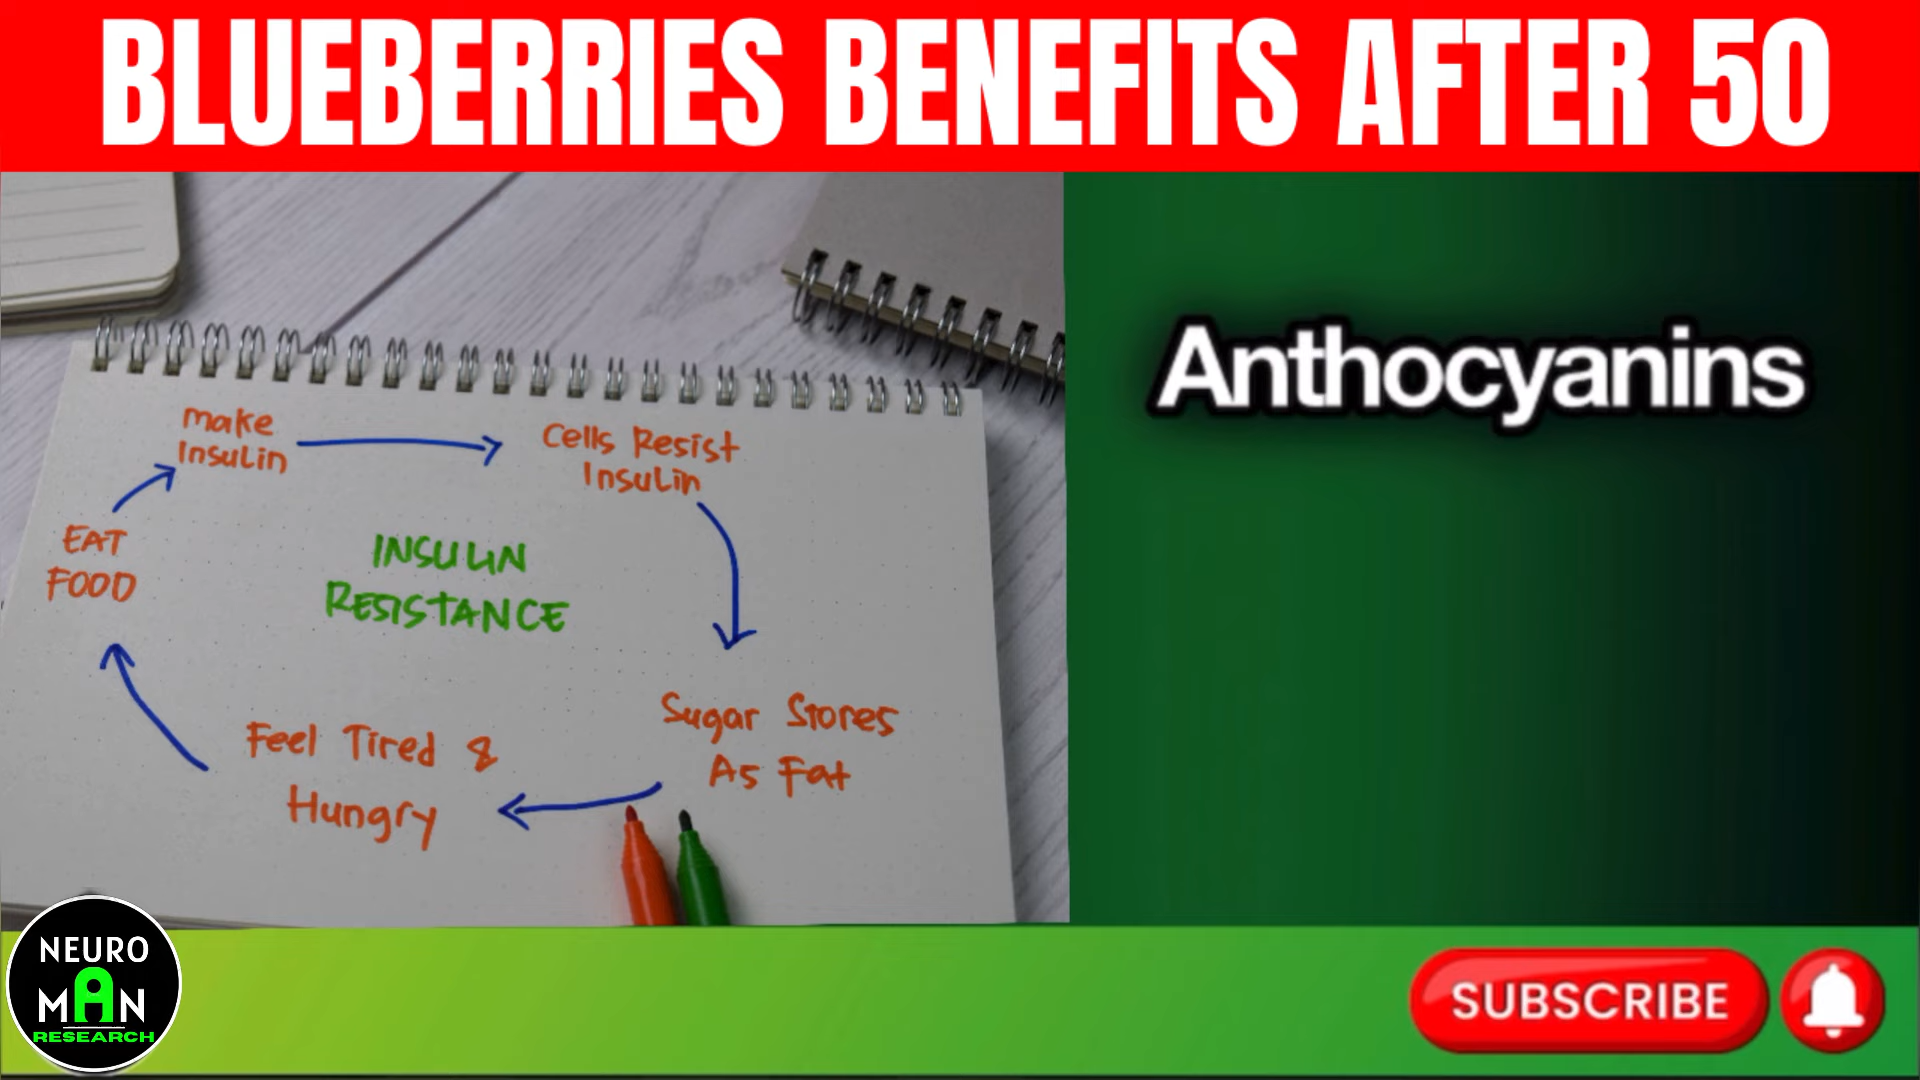 BLUEBERRIES BENEFITS AFTER 50
make
Insulin
Cells Resist
Insulin
EAT
FOOD
INSULIN
RESISTANCE
Sugar Stores
As Fat
Feel Tired &
Hungry
Anthocyanins
NEURO
MAN
RESEARCH
SUBSCRIBE